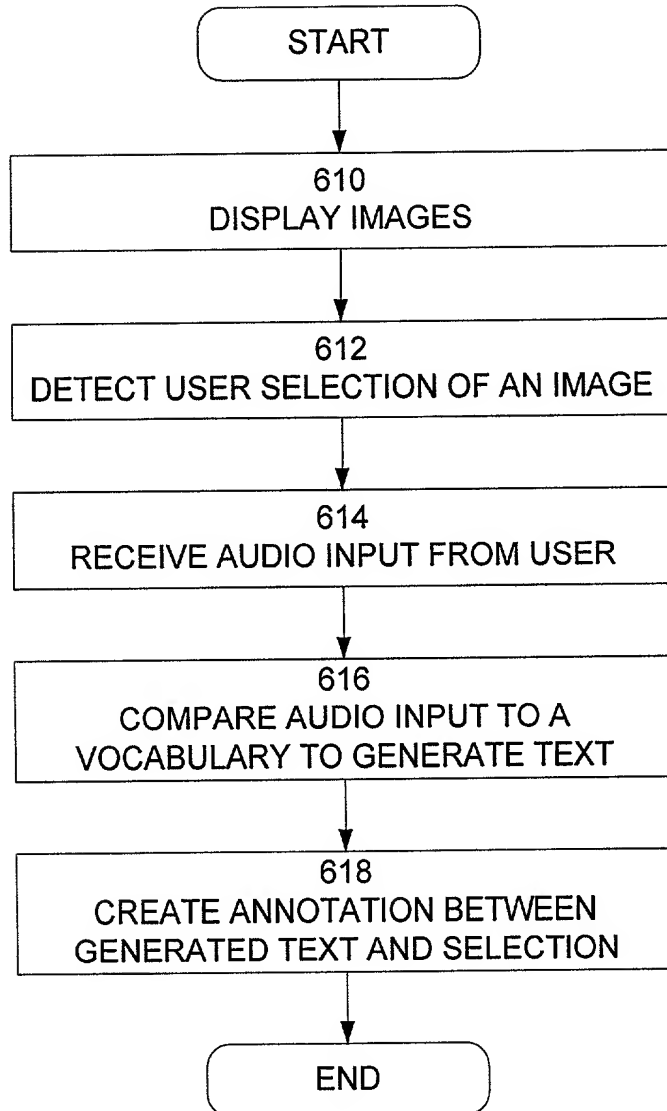 START
610
DISPLAY IMAGES
612
DETECT USER SELECTION OF AN IMAGE
614
RECEIVE AUDIO INPUT FROM USER
616
COMPARE AUDIO INPUT TO A
VOCABULARY TO GENERATE TEXT
618
CREATE ANNOTATION BETWEEN
GENERATED TEXT AND SELECTION
END